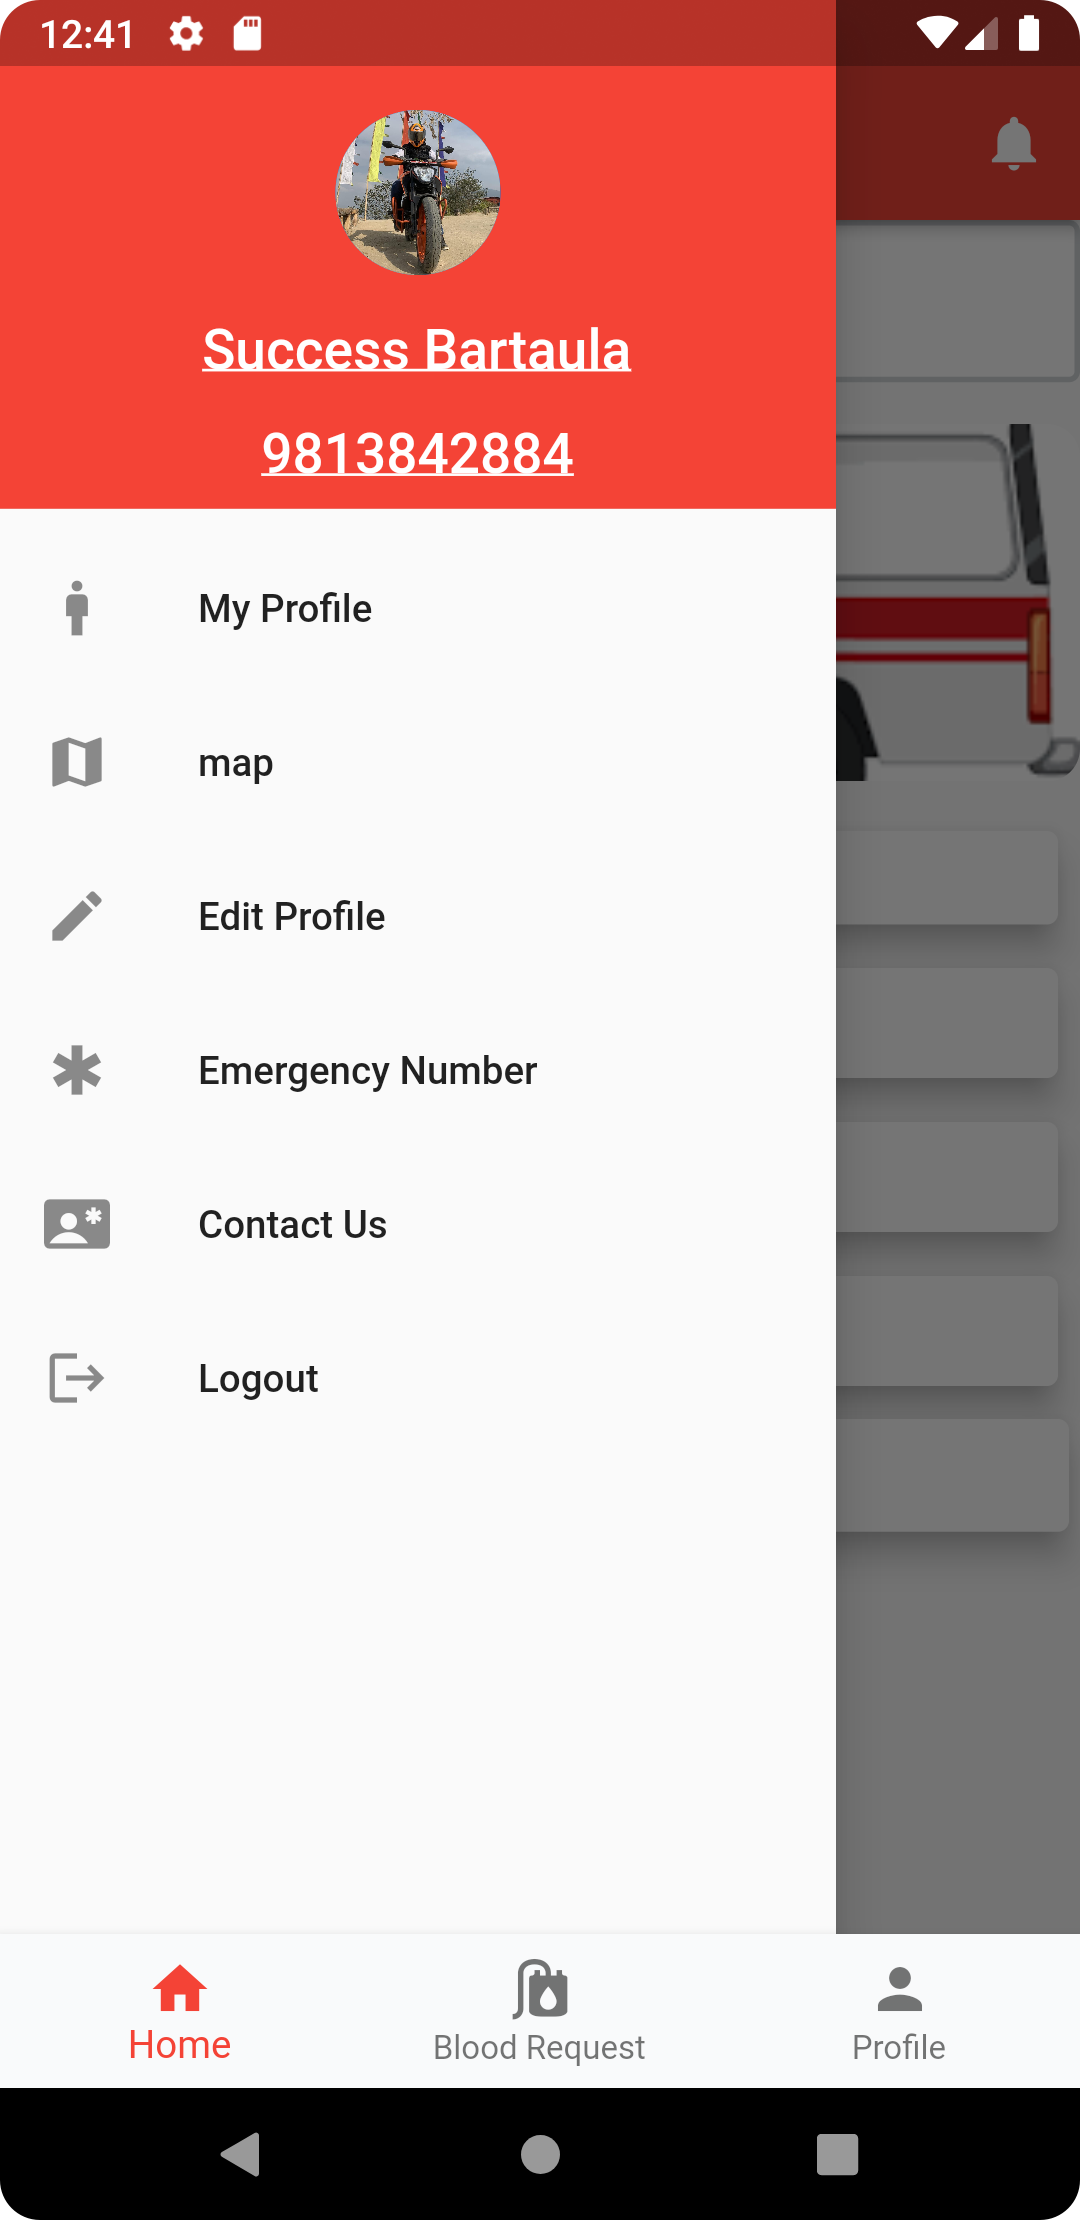 12:41
Success Bartaula
9813842884
My Profile
map
Edit Profile
Emergency Number
Contact Us
Logout
Home
Blood Request
Profile